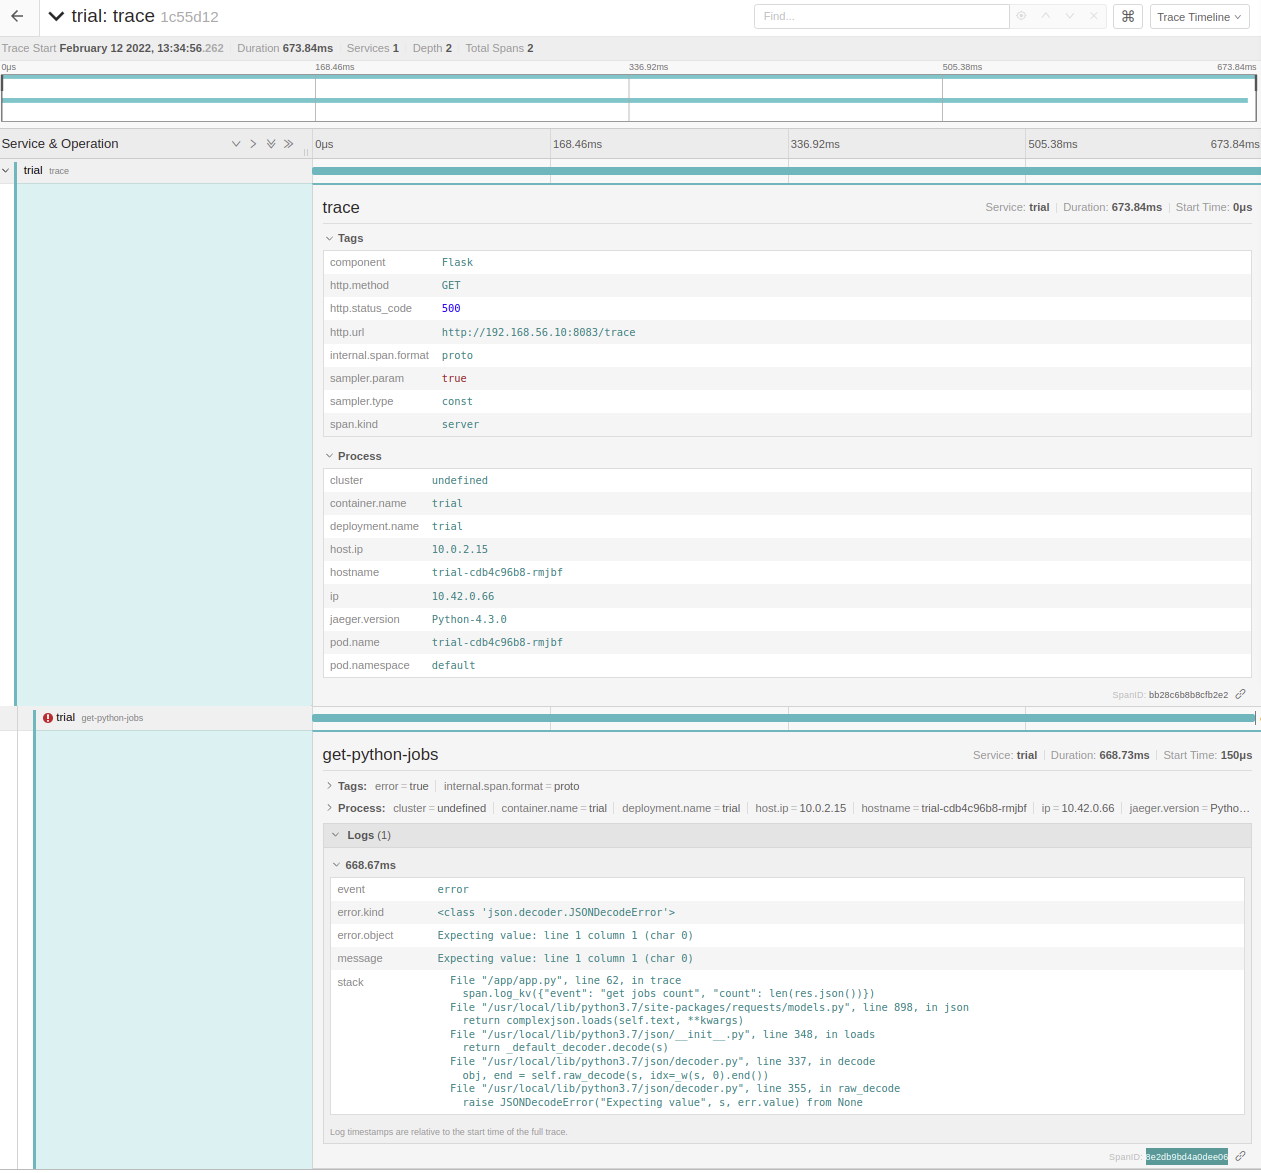 trial: trace 1c55d12
Find...
⌘
Trace Timeline
Trace Start February 12 2022, 13:34:56.262 Duration 673.84ms Services 1 Depth 2 Total Spans 2
0μs 168.46ms 336.92ms 505.38ms 673.84ms
Service & Operation 0μs 168.46ms 336.92ms 505.38ms 673.84ms
trial trace
trace Service: trial Duration: 673.84ms Start Time: 0μs
Tags
component Flask
http.method GET
http.status_code 500
http.url http://192.168.56.10:8083/trace
internal.span.format proto
sampler.param true
sampler.type const
span.kind server
Process
cluster undefined
container.name trial
deployment.name trial
host.ip 10.0.2.15
hostname trial-cdb4c96b8-rmjbf
ip 10.42.0.66
jaeger.version Python-4.3.0
pod.name trial-cdb4c96b8-rmjbf
pod.namespace default
SpanID: bb28c6b8b8cfb2e2
trial get-python-jobs
get-python-jobs Service: trial Duration: 668.73ms Start Time: 150μs
Tags: error = true internal.span.format = proto
Process: cluster = undefined container.name = trial deployment.name = trial host.ip = 10.0.2.15 hostname = trial-cdb4c96b8-rmjbf ip = 10.42.0.66 jaeger.version = Pytho…
Logs (1)
668.67ms
event error
error.kind <class 'json.decoder.JSONDecodeError'>
error.object Expecting value: line 1 column 1 (char 0)
message Expecting value: line 1 column 1 (char 0)
stack File "/app/app.py", line 62, in trace
span.log_kv({"event": "get jobs count", "count": len(res.json())})
File "/usr/local/lib/python3.7/site-packages/requests/models.py", line 898, in json
return complexjson.loads(self.text, **kwargs)
File "/usr/local/lib/python3.7/json/__init__.py", line 348, in loads
return _default_decoder.decode(s)
File "/usr/local/lib/python3.7/json/decoder.py", line 337, in decode
obj, end = self.raw_decode(s, idx=_w(s, 0).end())
File "/usr/local/lib/python3.7/json/decoder.py", line 355, in raw_decode
raise JSONDecodeError("Expecting value", s, err.value) from None
Log timestamps are relative to the start time of the full trace.
SpanID: 8e2db9bd4a0dee06